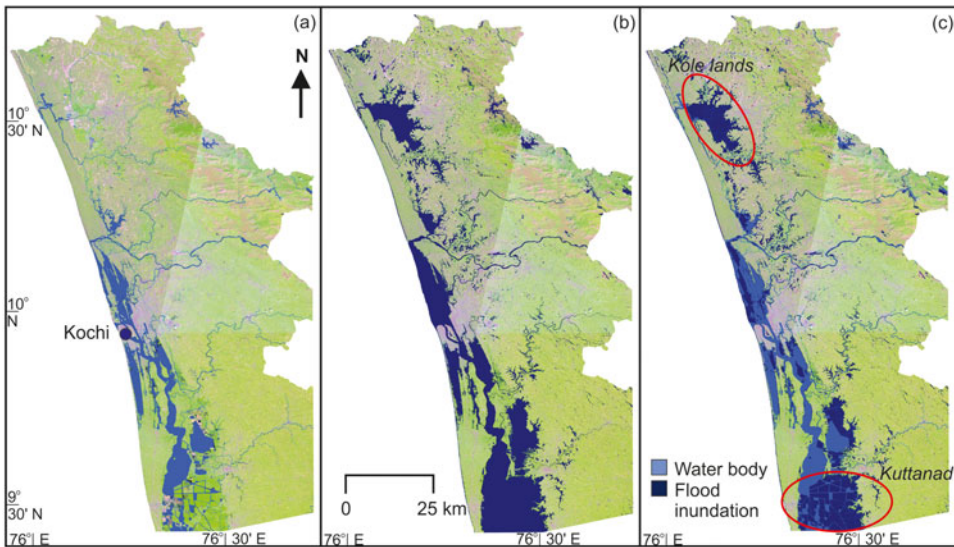 (a)
(b)
(c)
N
Kole lands
10°
30' N
10°
N
Kochi
Water body
Flood
inundation
Kuttanad
0 25 km
9°
30' N
76° E 76° 30' E
76° E 76° 30' E
76° E 76° 30' E